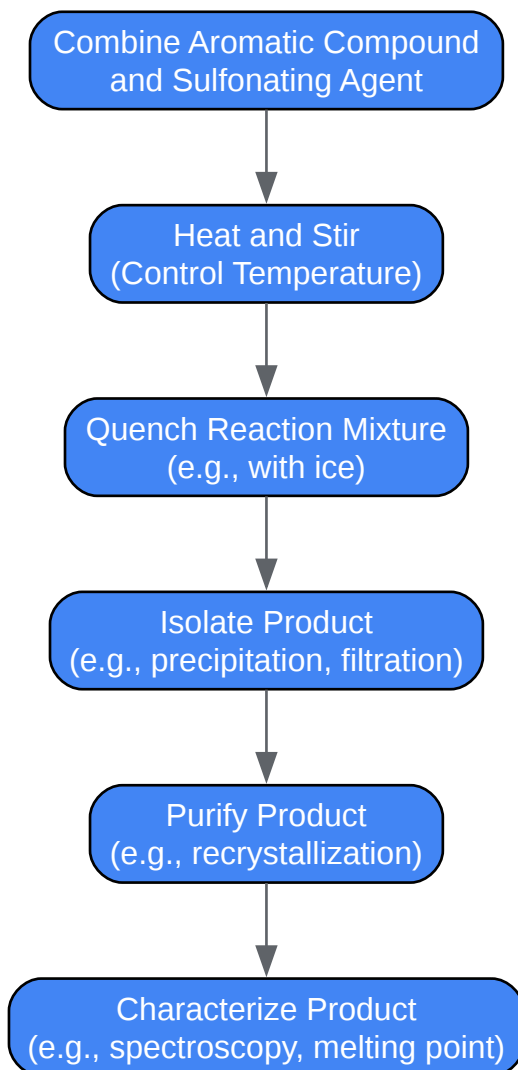 Combine Aromatic Compound
and Sulfonating Agent
Heat and Stir
(Control Temperature)
Quench Reaction Mixture
(e.g., with ice)
Isolate Product
(e.g., precipitation, filtration)
Purify Product
(e.g., recrystallization)
Characterize Product
(e.g., spectroscopy, melting point)